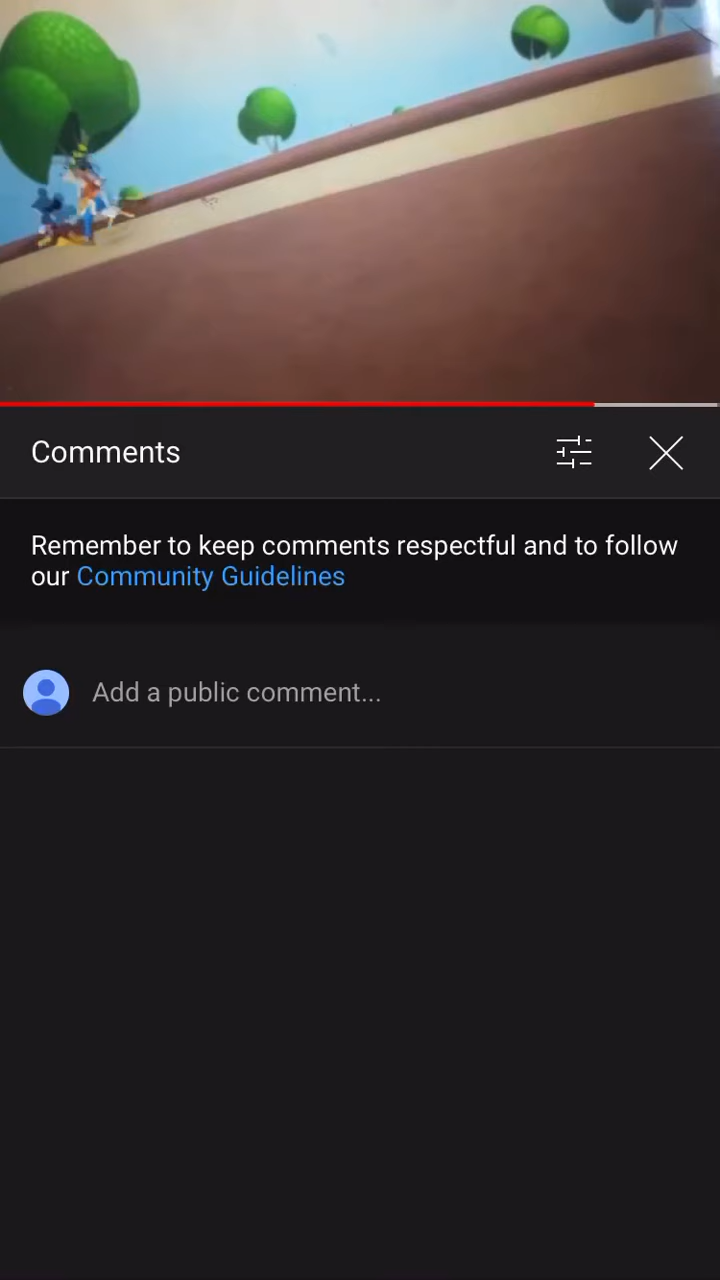 Comments
Remember to keep comments respectful and to follow
our Community Guidelines
Add a public comment...